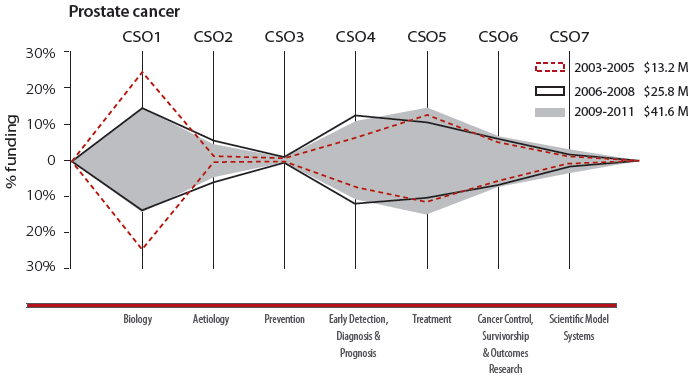 Prostate cancer
CSO1 CSO2 CSO3 CSO4 CSO5 CSO6 CSO7
30%
20%
10%
0
10%
20%
30%
% funding
2003-2005 $13.2 M
2006-2008 $25.8 M
2009-2011 $41.6 M
Biology Aetiology Prevention Early Detection, Treatment Cancer Control, Scientific Model
Diagnosis & Survivorship Systems
Prognosis & Outcomes
Research